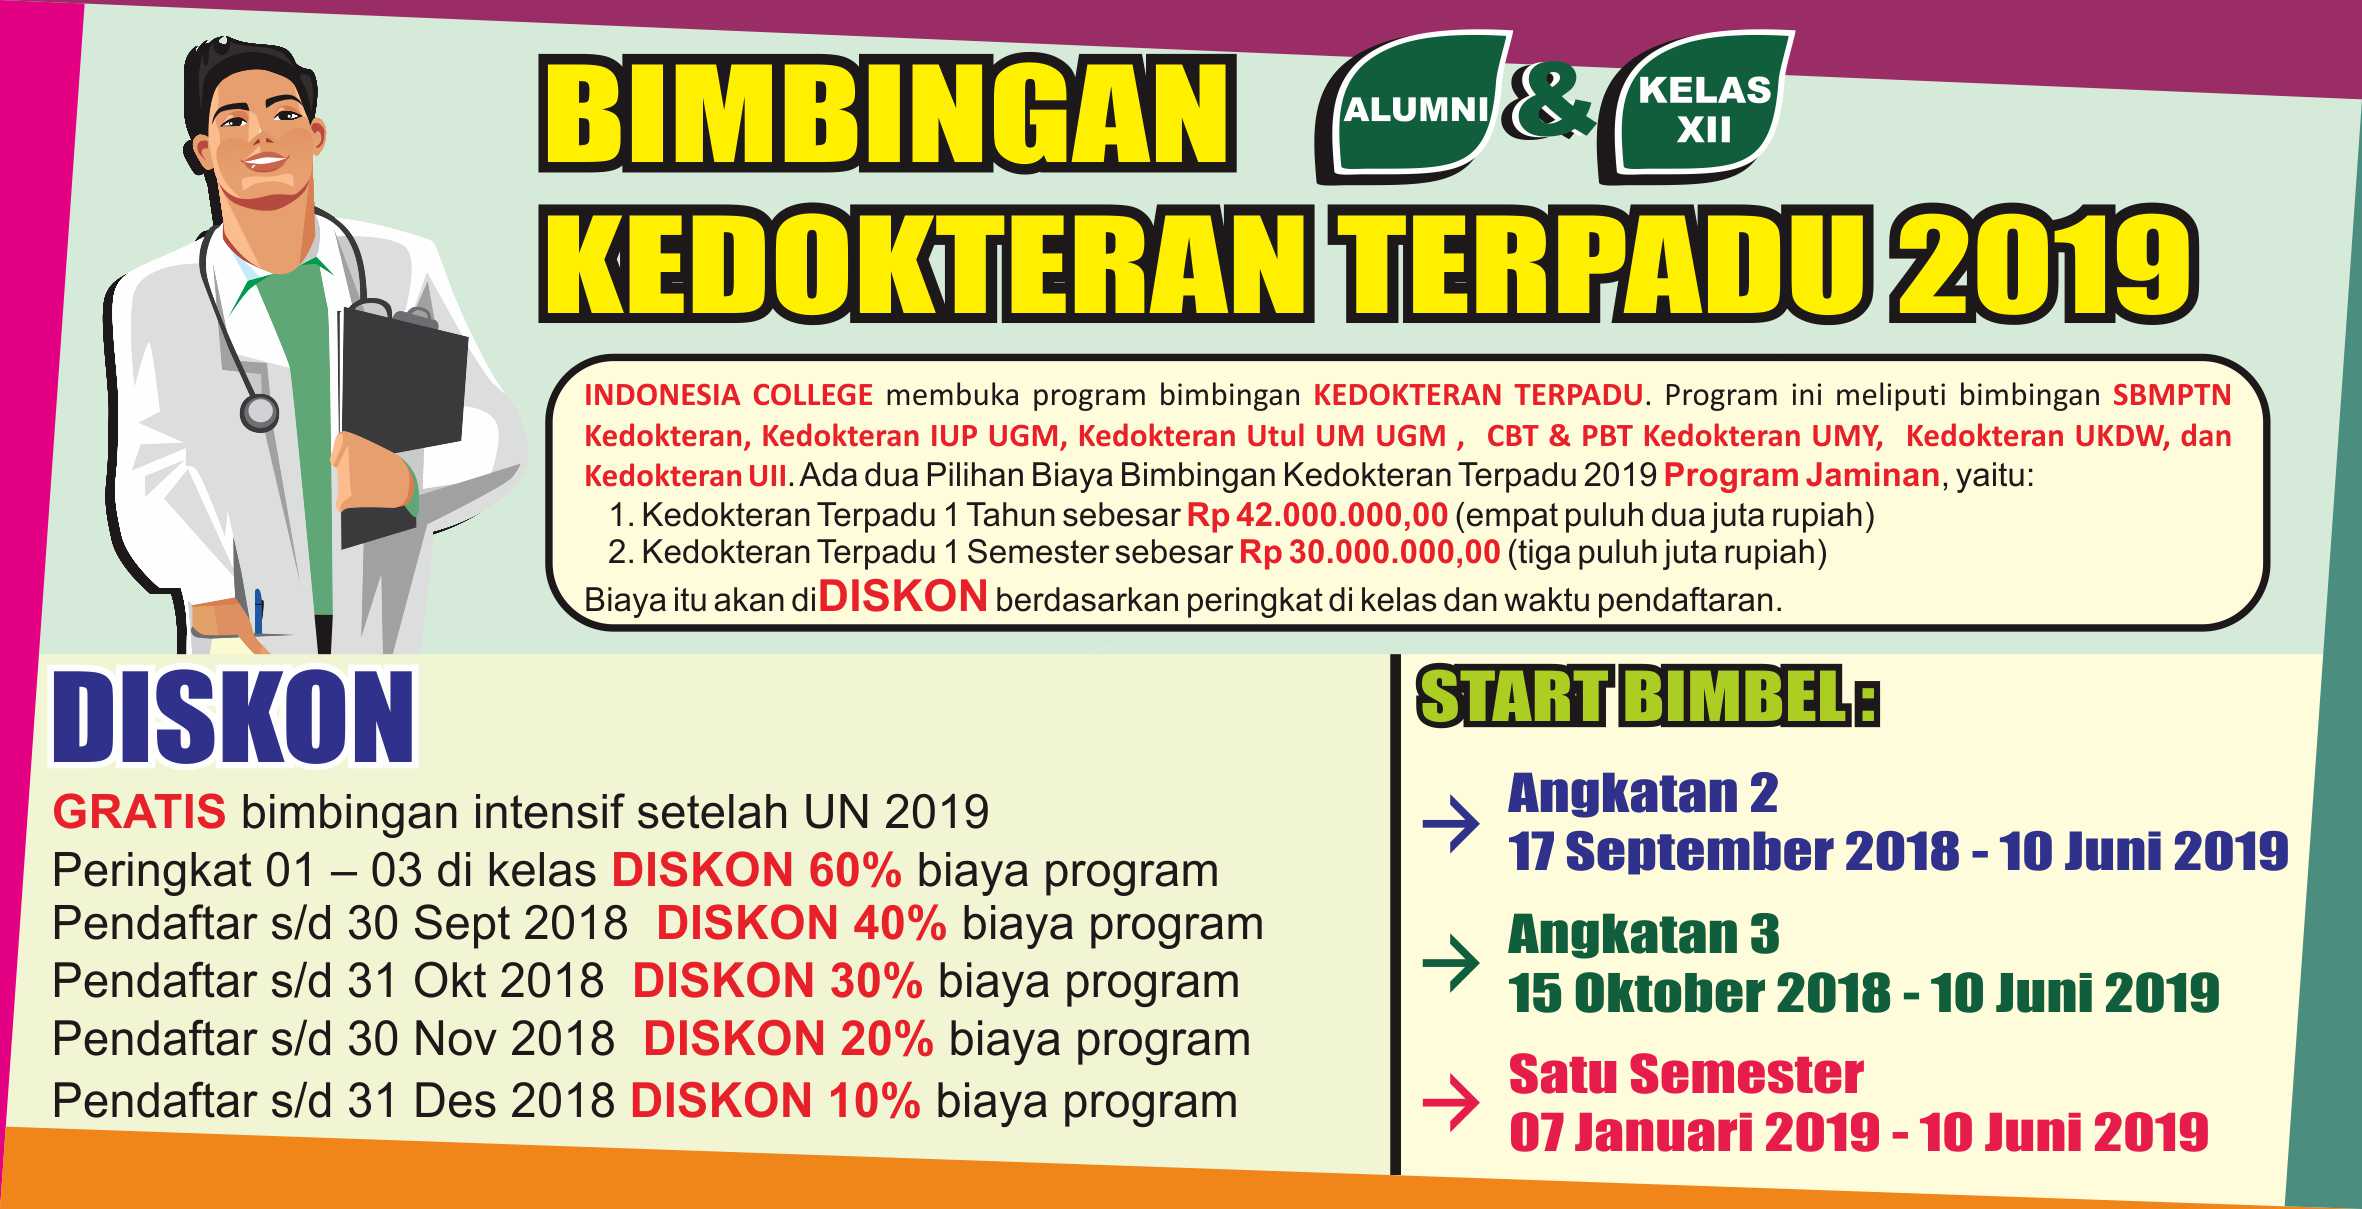 BIMBINGAN
ALUMNI & KELAS XII
KEDOKTERAN TERPADU 2019
INDONESIA COLLEGE membuka program bimbingan KEDOKTERAN TERPADU. Program ini meliputi bimbingan SBMPTN
Kedokteran, Kedokteran IUP UGM, Kedokteran Utul UM UGM , CBT & PBT Kedokteran UMY, Kedokteran UKDW, dan
Kedokteran UII. Ada dua Pilihan Biaya Bimbingan Kedokteran Terpadu 2019 Program Jaminan, yaitu:
1. Kedokteran Terpadu 1 Tahun sebesar Rp 42.000.000,00 (empat puluh dua juta rupiah)
2. Kedokteran Terpadu 1 Semester sebesar Rp 30.000.000,00 (tiga puluh juta rupiah)
Biaya itu akan diDISKON berdasarkan peringkat di kelas dan waktu pendaftaran.
DISKON
GRATIS bimbingan intensif setelah UN 2019
Peringkat 01 – 03 di kelas DISKON 60% biaya program
Pendaftar s/d 30 Sept 2018 DISKON 40% biaya program
Pendaftar s/d 31 Okt 2018 DISKON 30% biaya program
Pendaftar s/d 30 Nov 2018 DISKON 20% biaya program
Pendaftar s/d 31 Des 2018 DISKON 10% biaya program
START BIMBEL :
→ Angkatan 2
17 September 2018 - 10 Juni 2019
→ Angkatan 3
15 Oktober 2018 - 10 Juni 2019
→ Satu Semester
07 Januari 2019 - 10 Juni 2019